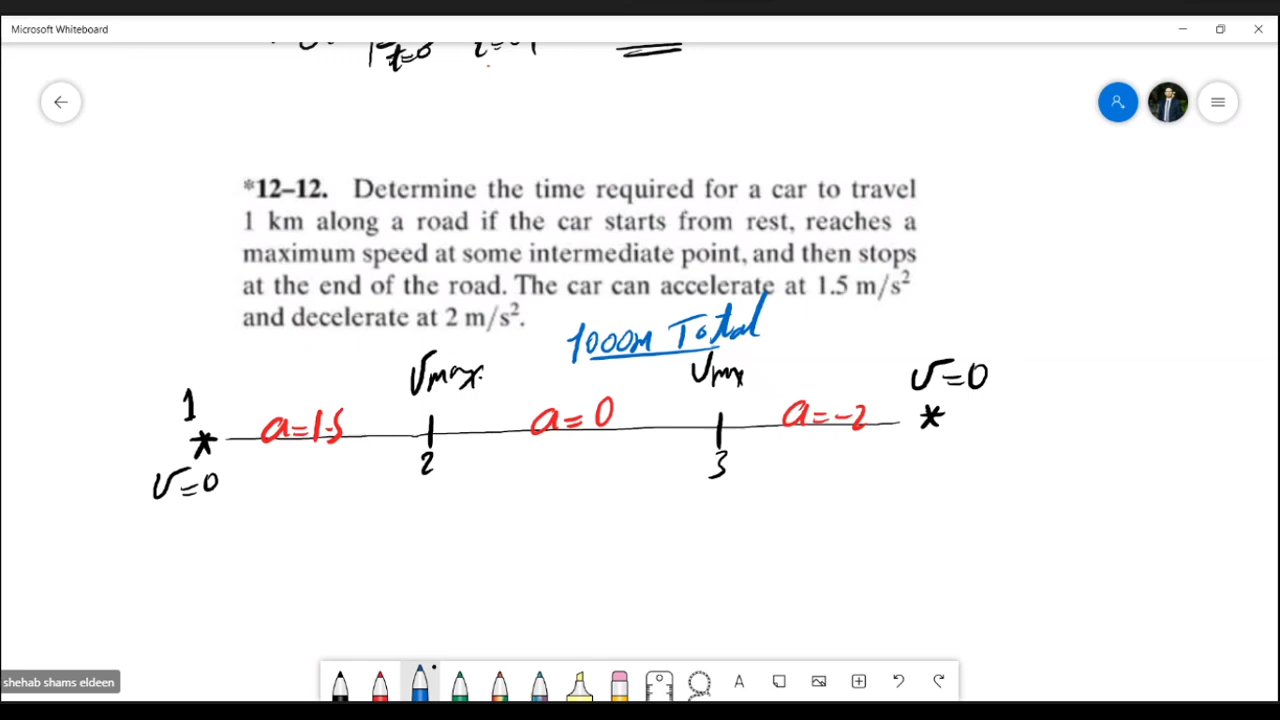 Microsoft Whiteboard
*12–12. Determine the time required for a car to travel
1 km along a road if the car starts from rest, reaches a
maximum speed at some intermediate point, and then stops
at the end of the road. The car can accelerate at 1.5 m/s²
and decelerate at 2 m/s².
1000m Total
Vmax.
Vmx
V=0
1
a=1.5
a=0
a=-2
*
*
V=0
2
3
shehab shams eldeen
A